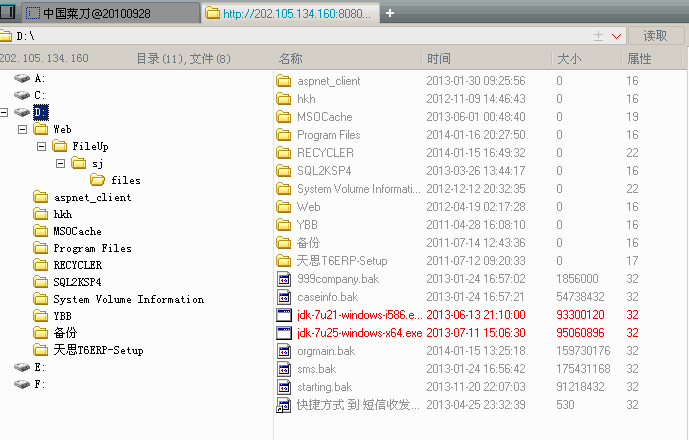 中国菜刀@20100928 http://202.105.134.160:8080...
D:\ 读取
202.105.134.160 目录(11),文件(8) 名称 时间 大小 属性
A:
C:
D:
Web
FileUp
sj
files
aspnet_client
hkh
MSOCache
Program Files
RECYCLER
SQL2KSP4
System Volume Information
YBB
备份
天思T6ERP-Setup
E:
F:
aspnet_client 2013-01-30 09:25:56 0 16
hkh 2012-11-09 14:46:43 0 16
MSOCache 2013-06-01 00:48:40 0 19
Program Files 2014-01-16 20:27:50 0 16
RECYCLER 2014-01-15 16:49:32 0 22
SQL2KSP4 2013-03-26 13:44:17 0 16
System Volume Informati... 2012-12-12 20:32:35 0 22
Web 2012-04-19 02:17:28 0 16
YBB 2011-04-28 16:08:10 0 16
备份 2011-07-14 12:43:36 0 16
天思T6ERP-Setup 2011-07-12 09:20:33 0 17
999company.bak 2013-01-24 16:57:02 1856000 32
caseinfo.bak 2013-01-24 16:57:21 54738432 32
jdk-7u21-windows-i586.e... 2013-06-13 21:10:00 93300120 32
jdk-7u25-windows-x64.exe 2013-07-11 15:06:30 95060896 32
orgmain.bak 2014-01-15 13:25:18 159730176 32
sms.bak 2013-01-24 16:56:42 175431168 32
starting.bak 2013-11-20 22:07:03 91218432 32
快捷方式 到 短信收发... 2013-04-25 23:32:39 530 32